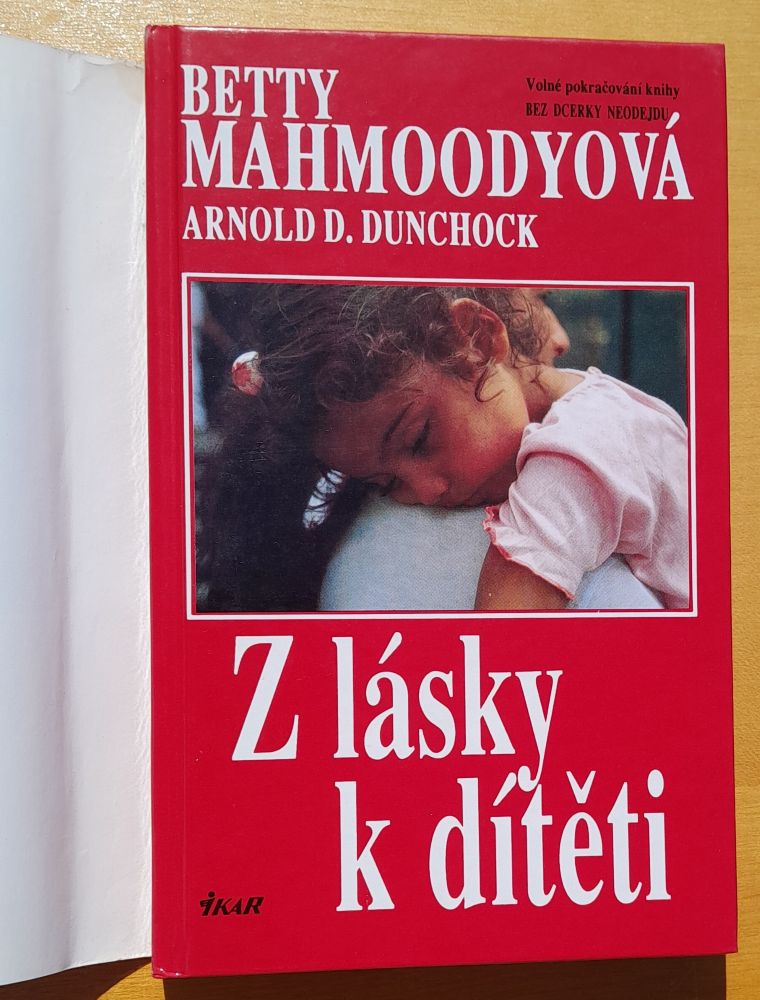 BETTY
MAHMOODYOVÁ
ARNOLD D. DUNCHOCK
Volné pokračování knihy
BEZ DCERKY NEODEJDU
Z lásky
k dítěti
IKAR